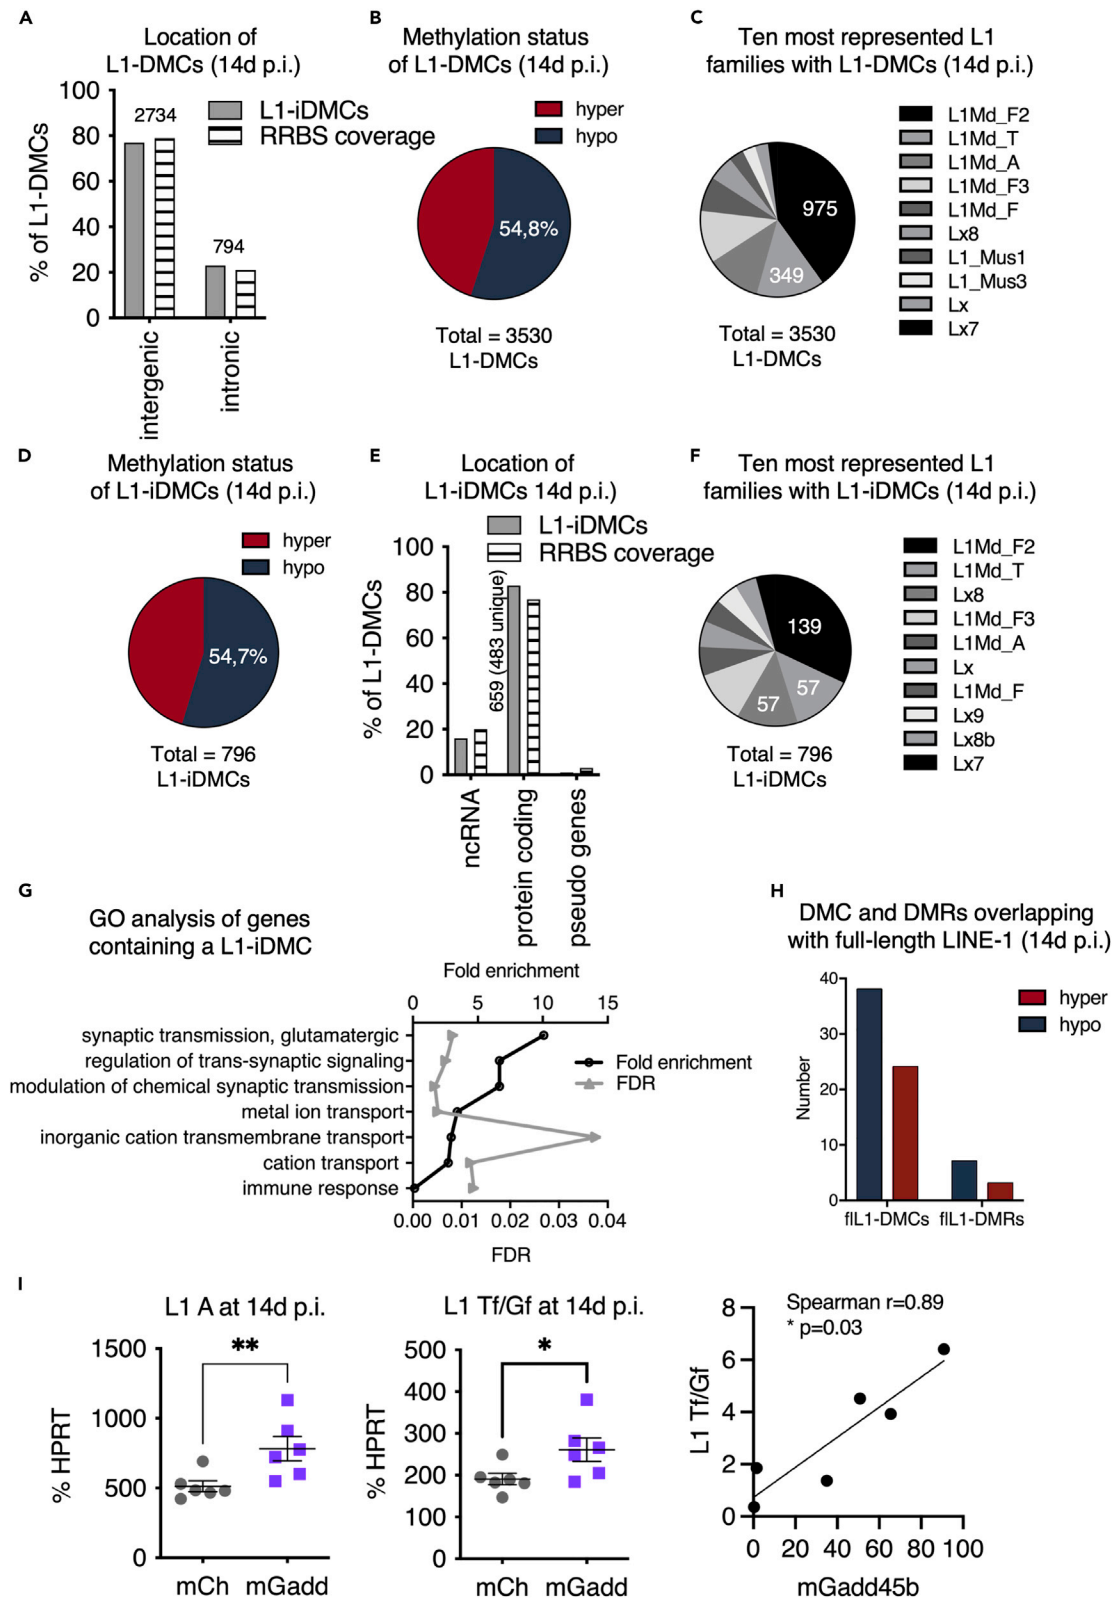 A
Location of
L1-DMCs (14d p.i.)
% of L1-DMCs
100
80
60
40
20
0
2734
794
L1-iDMCs
RRBS coverage
intergenic
intronic
B
Methylation status
of L1-DMCs (14d p.i.)
hyper
hypo
54,8%
Total = 3530
L1-DMCs
C
Ten most represented L1
families with L1-DMCs (14d p.i.)
975
349
L1Md_F2
L1Md_T
L1Md_A
L1Md_F3
L1Md_F
Lx8
L1_Mus1
L1_Mus3
Lx
Lx7
Total = 3530
L1-DMCs
D
Methylation status
of L1-iDMCs (14d p.i.)
hyper
hypo
54,7%
Total = 796
L1-iDMCs
E
Location of
L1-iDMCs 14d p.i.)
L1-iDMCs
RRBS coverage
% of L1-DMCs
100
80
60
40
20
0
659 (483 unique)
ncRNA
protein coding
pseudo genes
F
Ten most represented L1
families with L1-iDMCs (14d p.i.)
139
57
57
L1Md_F2
L1Md_T
Lx8
L1Md_F3
L1Md_A
Lx
L1Md_F
Lx9
Lx8b
Lx7
Total = 796
L1-iDMCs
G
GO analysis of genes
containing a L1-iDMC
Fold enrichment
0 5 10 15
synaptic transmission, glutamatergic
regulation of trans-synaptic signaling
modulation of chemical synaptic transmission
metal ion transport
inorganic cation transmembrane transport
cation transport
immune response
Fold enrichment
FDR
0.00 0.01 0.02 0.03 0.04
FDR
H
DMC and DMRs overlapping
with full-length LINE-1 (14d p.i.)
Number
40
30
20
10
0
hyper
hypo
flL1-DMCs flL1-DMRs
I
L1 A at 14d p.i.
**
% HPRT
1500
1000
500
0
mCh mGadd
L1 Tf/Gf at 14d p.i.
*
% HPRT
500
400
300
200
100
0
mCh mGadd
Spearman r=0.89
* p=0.03
L1 Tf/Gf
8
6
4
2
0
0 20 40 60 80 100
mGadd45b